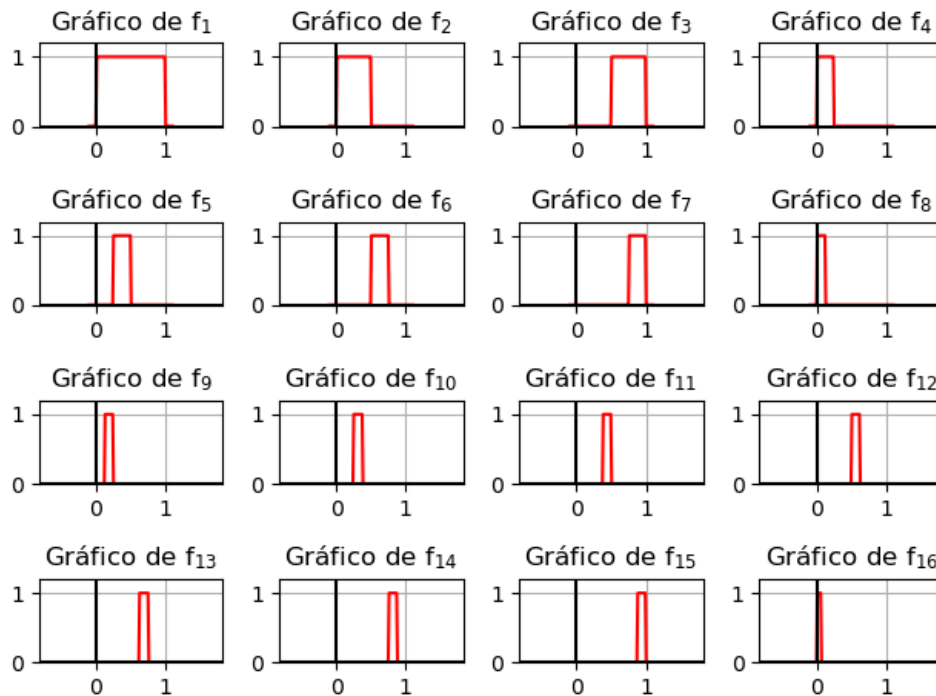 Gráfico de f₁ Gráfico de f₂ Gráfico de f₃ Gráfico de f₄
1 1 1 1
0 0 0 0
0 1 0 1 0 1 0 1
Gráfico de f₅ Gráfico de f₆ Gráfico de f₇ Gráfico de f₈
1 1 1 1
0 0 0 0
0 1 0 1 0 1 0 1
Gráfico de f₉ Gráfico de f₁₀ Gráfico de f₁₁ Gráfico de f₁₂
1 1 1 1
0 0 0 0
0 1 0 1 0 1 0 1
Gráfico de f₁₃ Gráfico de f₁₄ Gráfico de f₁₅ Gráfico de f₁₆
1 1 1 1
0 0 0 0
0 1 0 1 0 1 0 1